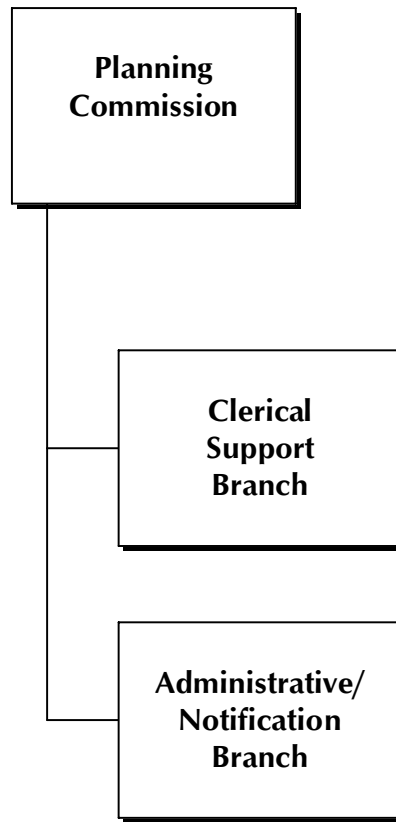 Planning
Commission
Clerical
Support
Branch
Administrative/
Notification
Branch